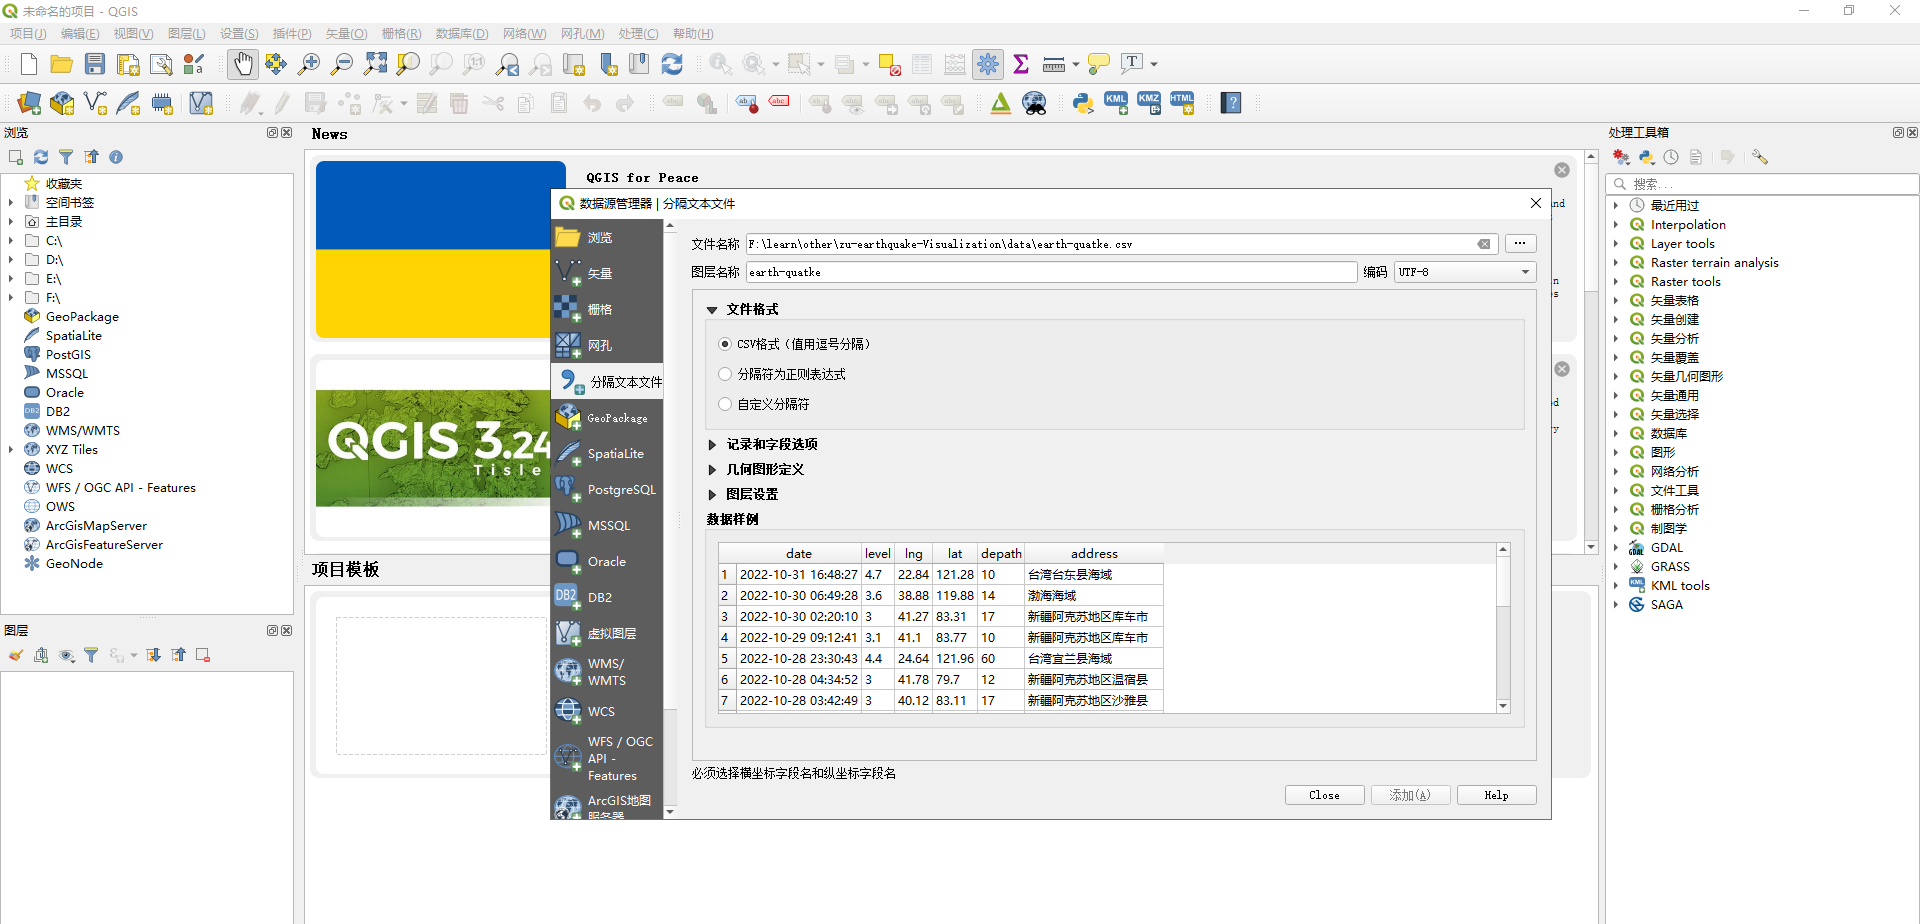 未命名的项目 - QGIS
项目(J) 编辑(E) 视图(V) 图层(L) 设置(S) 插件(P) 矢量(O) 栅格(R) 数据库(D) 网络(W) 网孔(M) 处理(C) 帮助(H)
浏览
收藏夹
空间书签
主目录
C:\
D:\
E:\
F:\
GeoPackage
SpatiaLite
PostGIS
MSSQL
Oracle
DB2
WMS/WMTS
XYZ Tiles
WCS
WFS / OGC API - Features
OWS
ArcGisMapServer
ArcGisFeatureServer
GeoNode
图层
News
QGIS for Peace
QGIS 3.24
Tisle
项目模板
数据源管理器 | 分隔文本文件
浏览
矢量
栅格
网孔
分隔文本文件
GeoPackage
SpatiaLite
PostgreSQL
MSSQL
Oracle
DB2
虚拟图层
WMS/
WMTS
WCS
WFS / OGC
API -
Features
ArcGIS地图
服务器
文件名称 F:\learn\other\zu-earthquake-Visualization\data\earth-quatke.csv ...
图层名称 earth-quatke 编码 UTF-8
文件格式
CSV格式（值用逗号分隔）
分隔符为正则表达式
自定义分隔符
记录和字段选项
几何图形定义
图层设置
数据样例
date level lng lat depath address
1 2022-10-31 16:48:27 4.7 22.84 121.28 10 台湾台东县海域
2 2022-10-30 06:49:28 3.6 38.88 119.88 14 渤海海域
3 2022-10-30 02:20:10 3 41.27 83.31 17 新疆阿克苏地区库车市
4 2022-10-29 09:12:41 3.1 41.1 83.77 10 新疆阿克苏地区库车市
5 2022-10-28 23:30:43 4.4 24.64 121.96 60 台湾宜兰县海域
6 2022-10-28 04:34:52 3 41.78 79.7 12 新疆阿克苏地区温宿县
7 2022-10-28 03:42:49 3 40.12 83.11 17 新疆阿克苏地区沙雅县
必须选择横坐标字段名和纵坐标字段名
Close 添加(A) Help
处理工具箱
搜索...
最近用过
Interpolation
Layer tools
Raster terrain analysis
Raster tools
矢量表格
矢量创建
矢量分析
矢量覆盖
矢量几何图形
矢量通用
矢量选择
数据库
图形
网络分析
文件工具
栅格分析
制图学
GDAL
GRASS
KML tools
SAGA